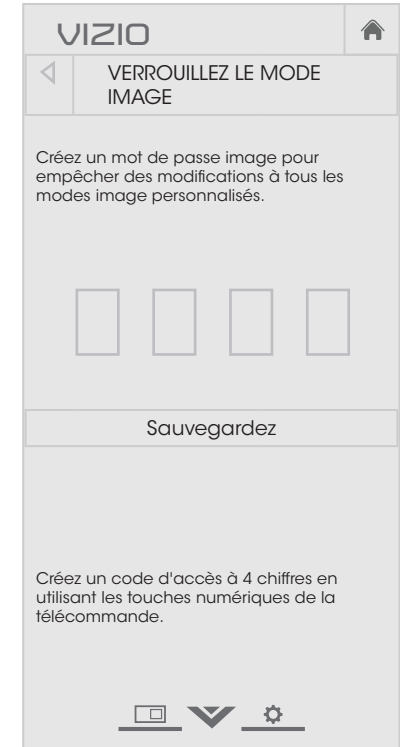 VIZIO
VERROUILLEZ LE MODE
IMAGE
Créez un mot de passe image pour
empêcher des modifications à tous les
modes image personnalisés.
Sauvegardez
Créez un code d'accès à 4 chiffres en
utilisant les touches numériques de la
télécommande.